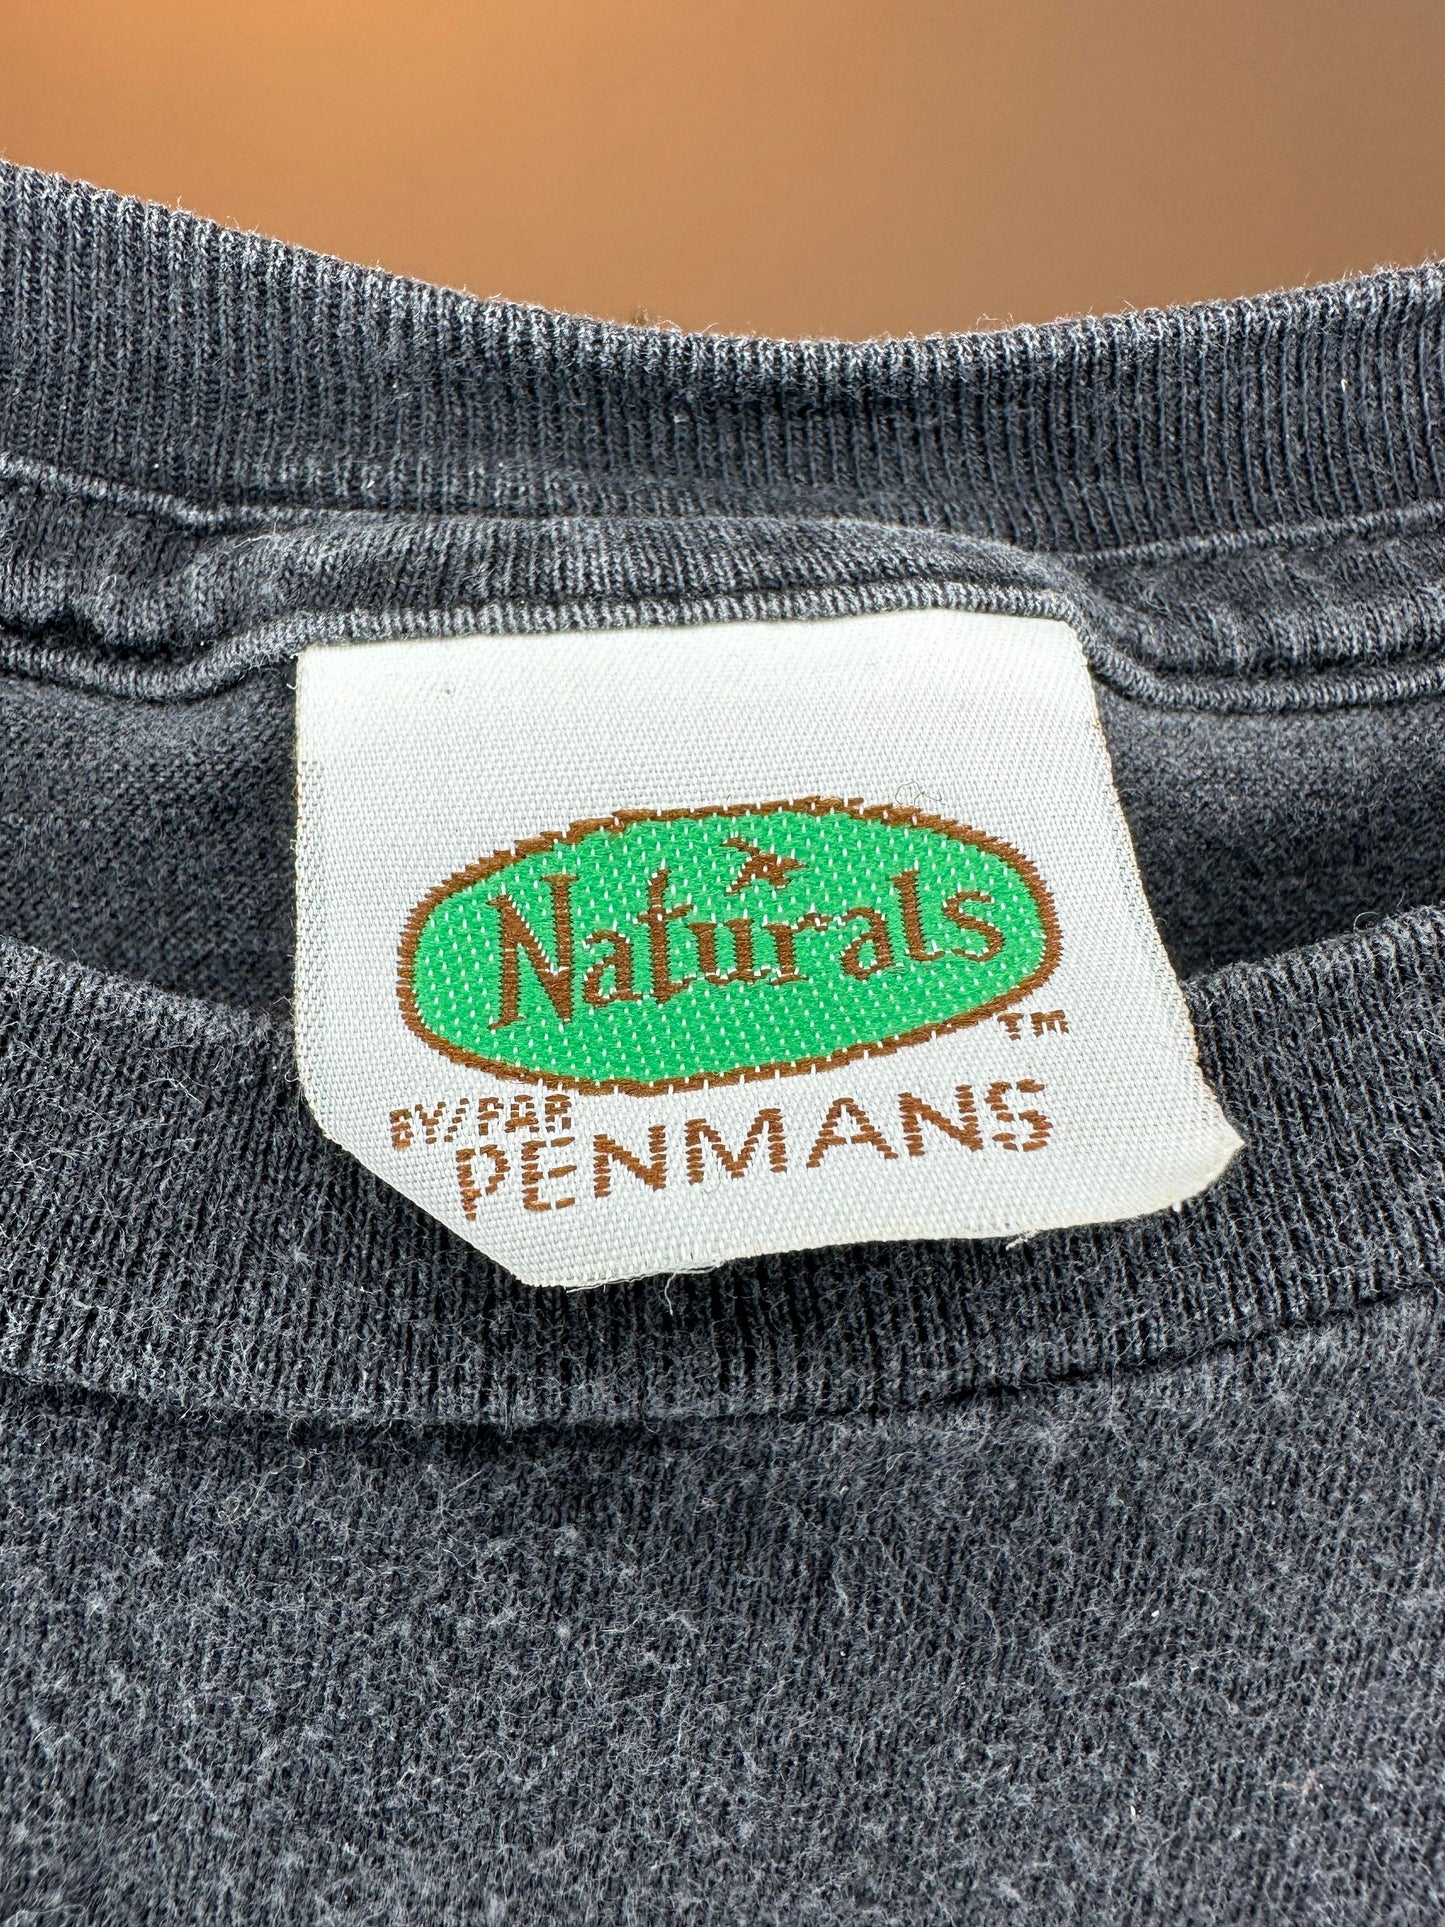 Naturals
TM
BY/PAR
PENMANS